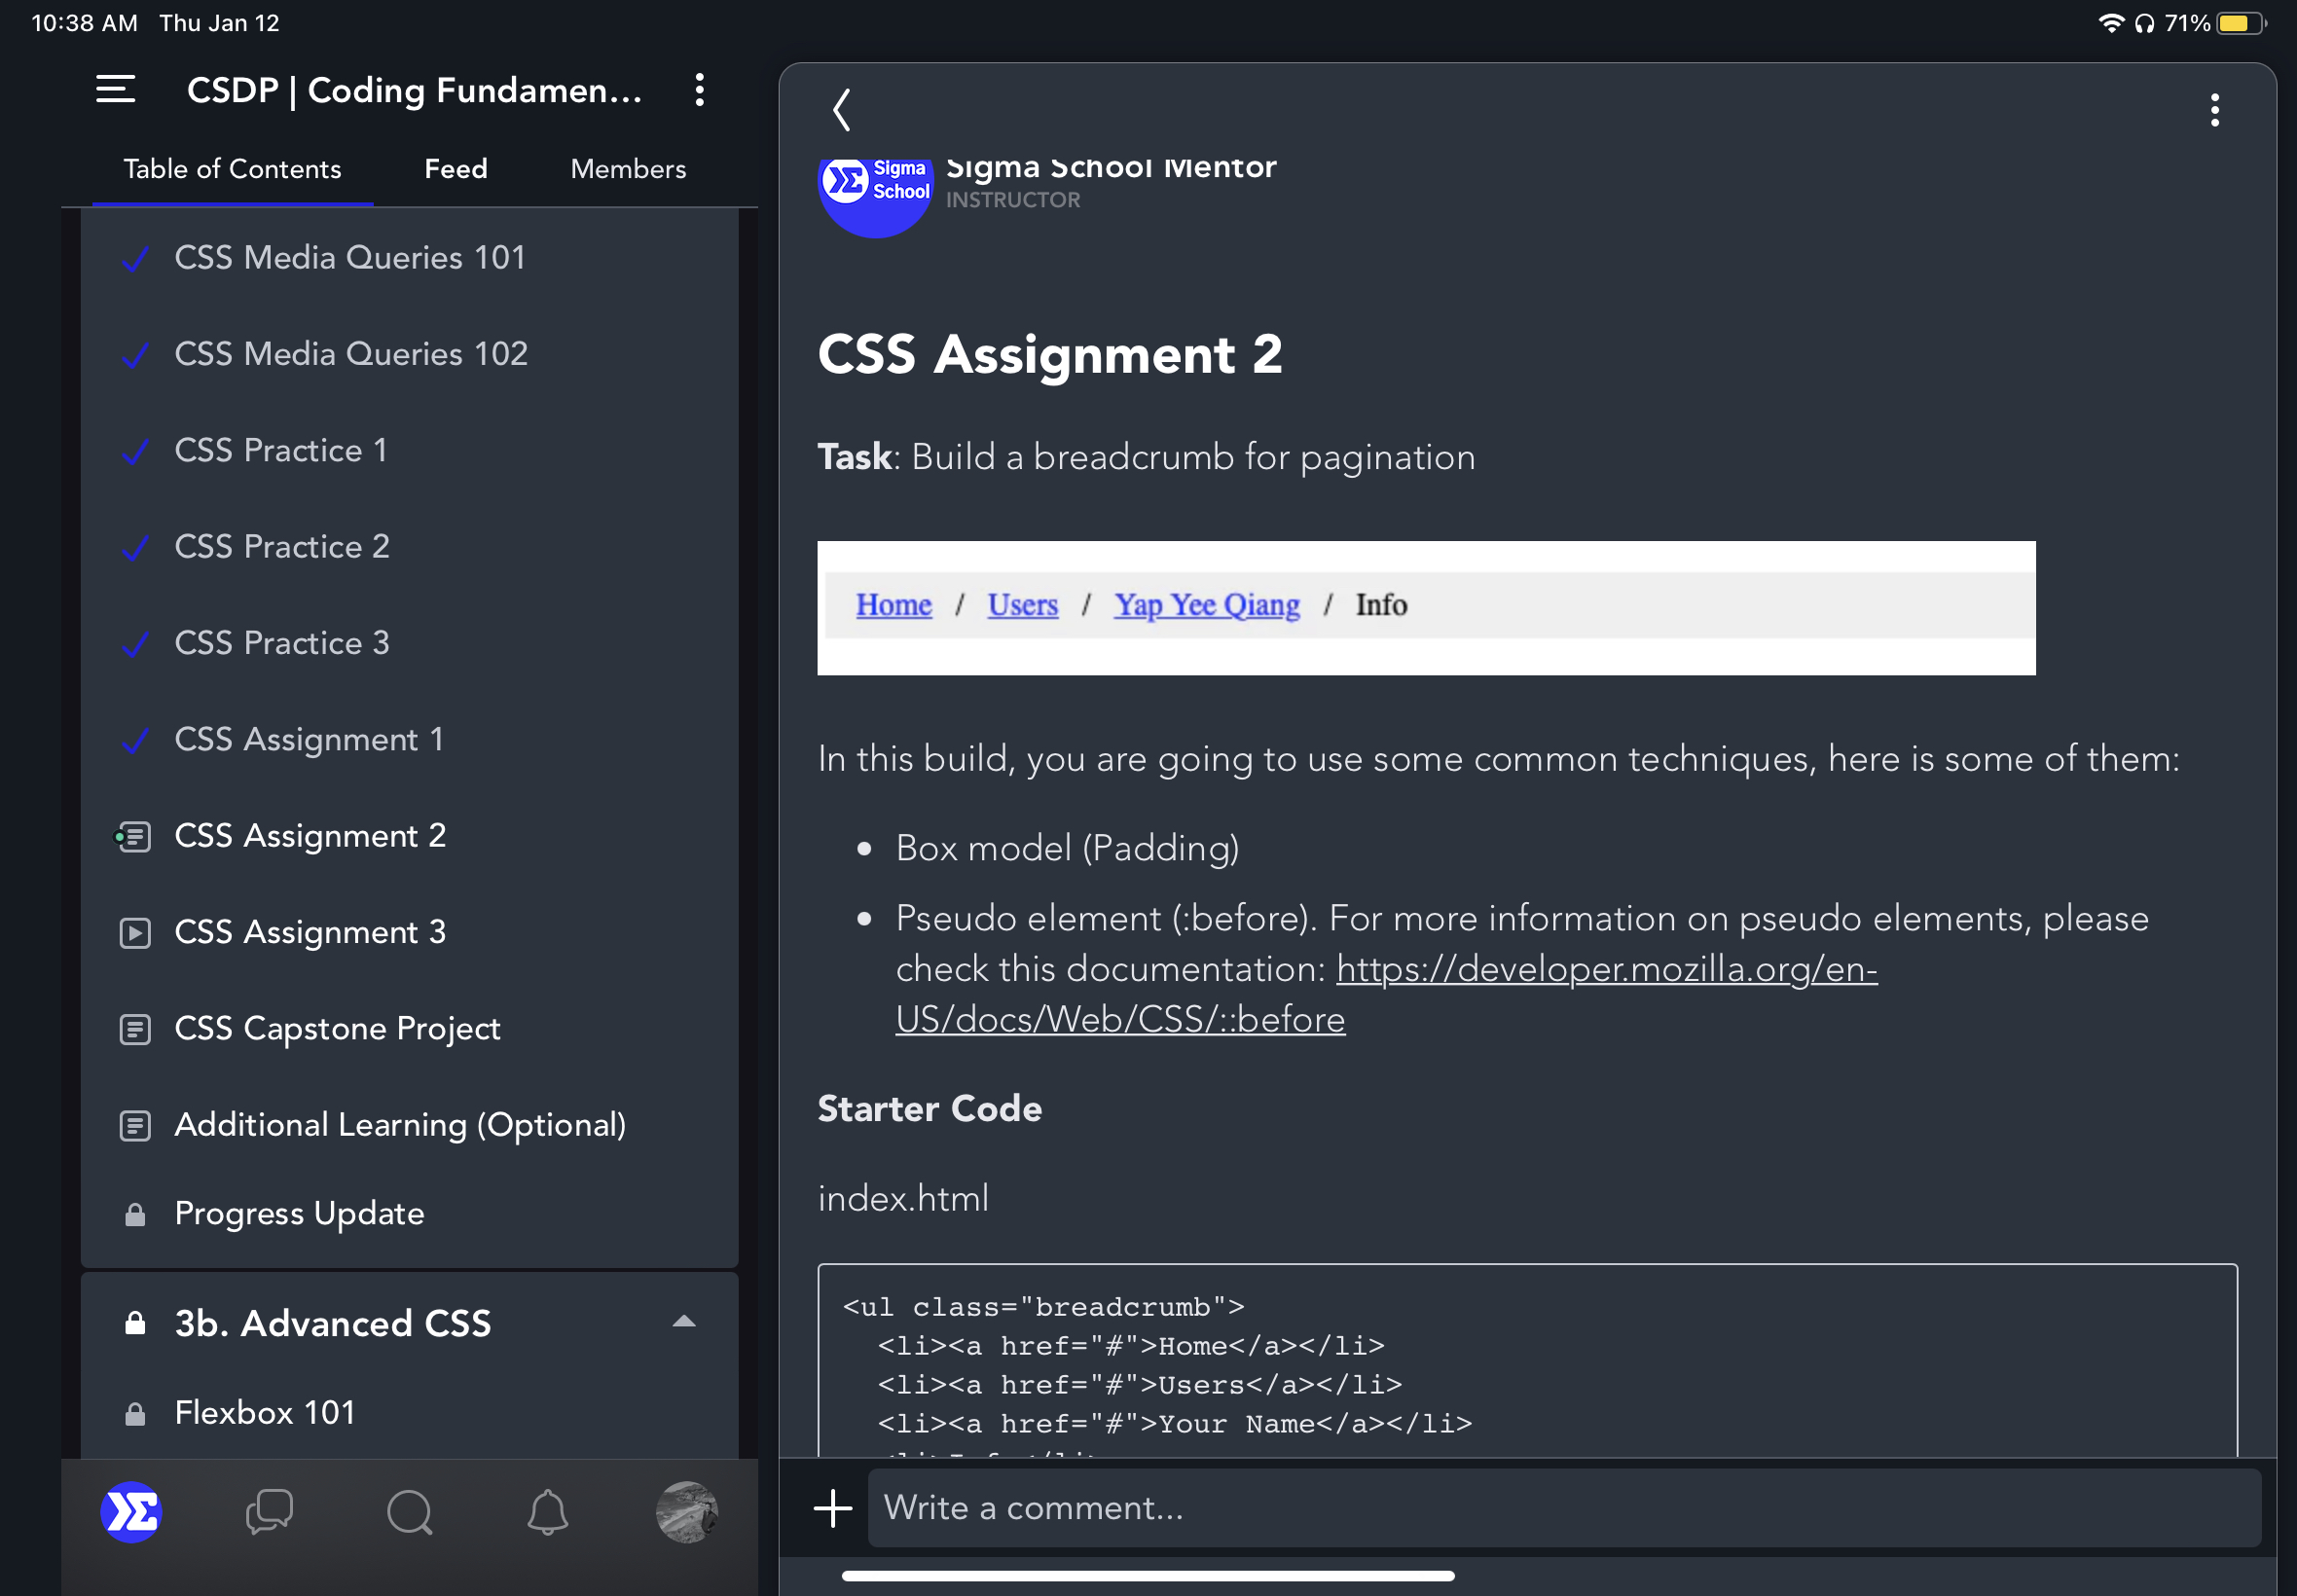 10:38 AM Thu Jan 12
71%
CSDP | Coding Fundamen...
Table of Contents
Feed
Members
CSS Media Queries 101
CSS Media Queries 102
CSS Practice 1
CSS Practice 2
CSS Practice 3
CSS Assignment 1
CSS Assignment 2
CSS Assignment 3
CSS Capstone Project
Additional Learning (Optional)
Progress Update
3b. Advanced CSS
Flexbox 101
Sigma
School
Sigma School Mentor
INSTRUCTOR
CSS Assignment 2
Task: Build a breadcrumb for pagination
Home / Users / Yap Yee Qiang / Info
In this build, you are going to use some common techniques, here is some of them:
Box model (Padding)
Pseudo element (:before). For more information on pseudo elements, please
check this documentation: https://developer.mozilla.org/en-
US/docs/Web/CSS/::before
Starter Code
index.html
<ul class="breadcrumb">
<li><a href="#">Home</a></li>
<li><a href="#">Users</a></li>
<li><a href="#">Your Name</a></li>
Write a comment...